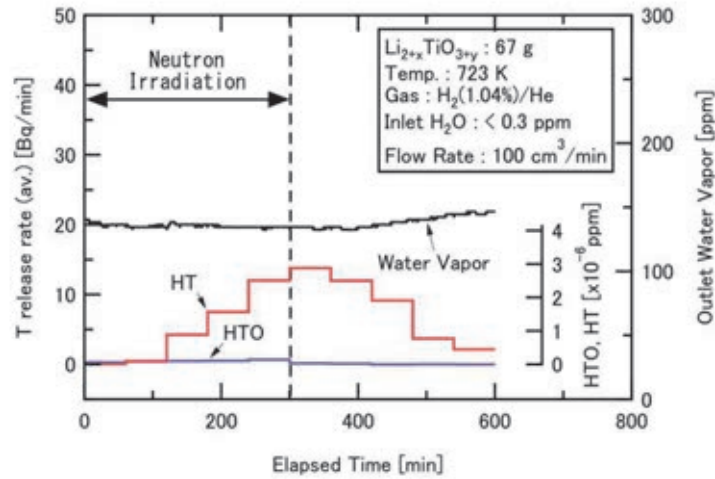 T release rate (av.) [Bq/min]
50
40
30
20
10
0
Neutron
Irradiation
Li₂₊ₓTiO₃₊ᵧ : 67 g
Temp. : 723 K
Gas : H₂(1.04%)/He
Inlet H₂O : < 0.3 ppm
Flow Rate : 100 cm³/min
HT
HTO
Water Vapor
4
3
2
1
0
HTO, HT [x10⁻⁶ ppm]
300
200
100
0
Outlet Water Vapor [ppm]
0 200 400 600 800
Elapsed Time [min]